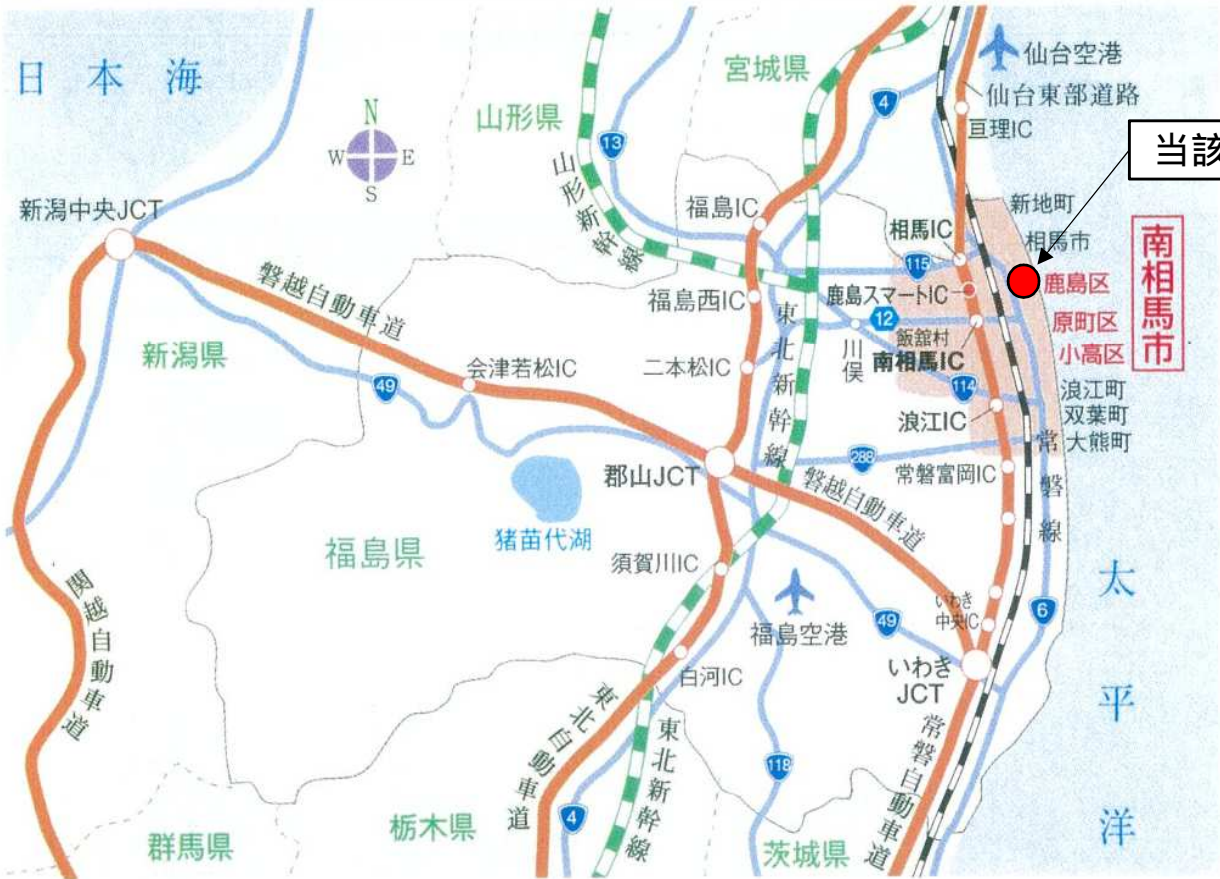 日本海
N
W
E
S
山形県
宮城県
仙台空港
仙台東部道路
亘理IC
当該
13
4
山形新幹線
新潟中央JCT
福島IC
相馬IC
新地町
相馬市
南相馬市
115
鹿島区
磐越自動車道
福島西IC
鹿島スマートIC
12
原町区
飯舘村
川俣
南相馬IC
小高区
新潟県
東北新幹線
二本松IC
会津若松IC
49
114
浪江町
浪江IC
双葉町
大熊町
常磐線
288
郡山JCT
常磐富岡IC
磐越自動車道
猪苗代湖
福島県
須賀川IC
太平洋
福島空港
49
いわき中央IC
6
関越自動車道
いわき
JCT
白河IC
東北自動車道
東北新幹線
常磐自動車道
118
4
栃木県
群馬県
茨城県